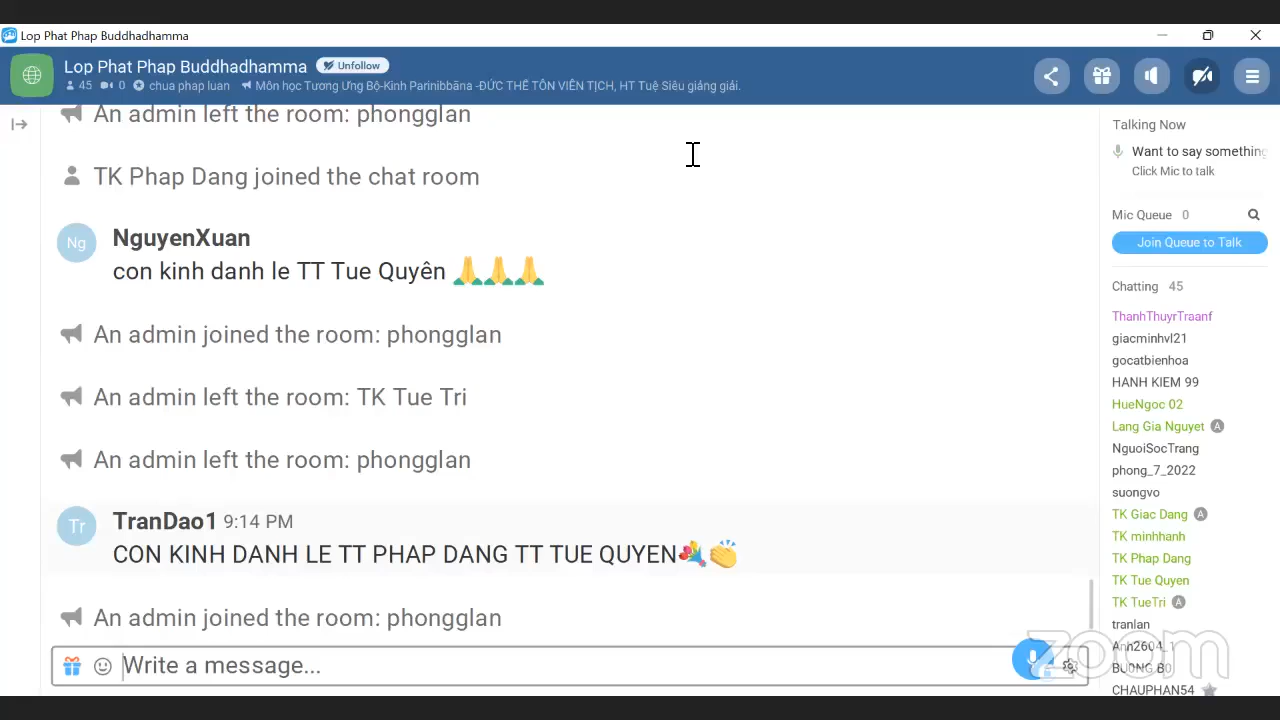 Lop Phat Phap Buddhadhamma
Lop Phat Phap Buddhadhamma Unfollow
45 0 chua phap luan Môn học Tương Ưng Bộ-Kinh Parinibbāna -ĐỨC THẾ TÔN VIÊN TỊCH, HT Tuệ Siêu giảng giải.
An admin left the room: phongglan
TK Phap Dang joined the chat room
Ng
NguyenXuan
con kinh danh le TT Tue Quyên 🙏🙏🙏
An admin joined the room: phongglan
An admin left the room: TK Tue Tri
An admin left the room: phongglan
Tr
TranDao1 9:14 PM
CON KINH DANH LE TT PHAP DANG TT TUE QUYEN💐👏
An admin joined the room: phongglan
Write a message...
Talking Now
Want to say something
Click Mic to talk
Mic Queue 0
Join Queue to Talk
Chatting 45
ThanhThuyrTraanf
giacminhvl21
gocatbienhoa
HANH KIEM 99
HueNgoc 02
Lang Gia Nguyet A
NguoiSocTrang
phong_7_2022
suongvo
TK Giac Dang A
TK minhhanh
TK Phap Dang
TK Tue Quyen
TK TueTri A
tranlan
Anh2604_1
BUONG B0
CHAUPHAN54
zoom